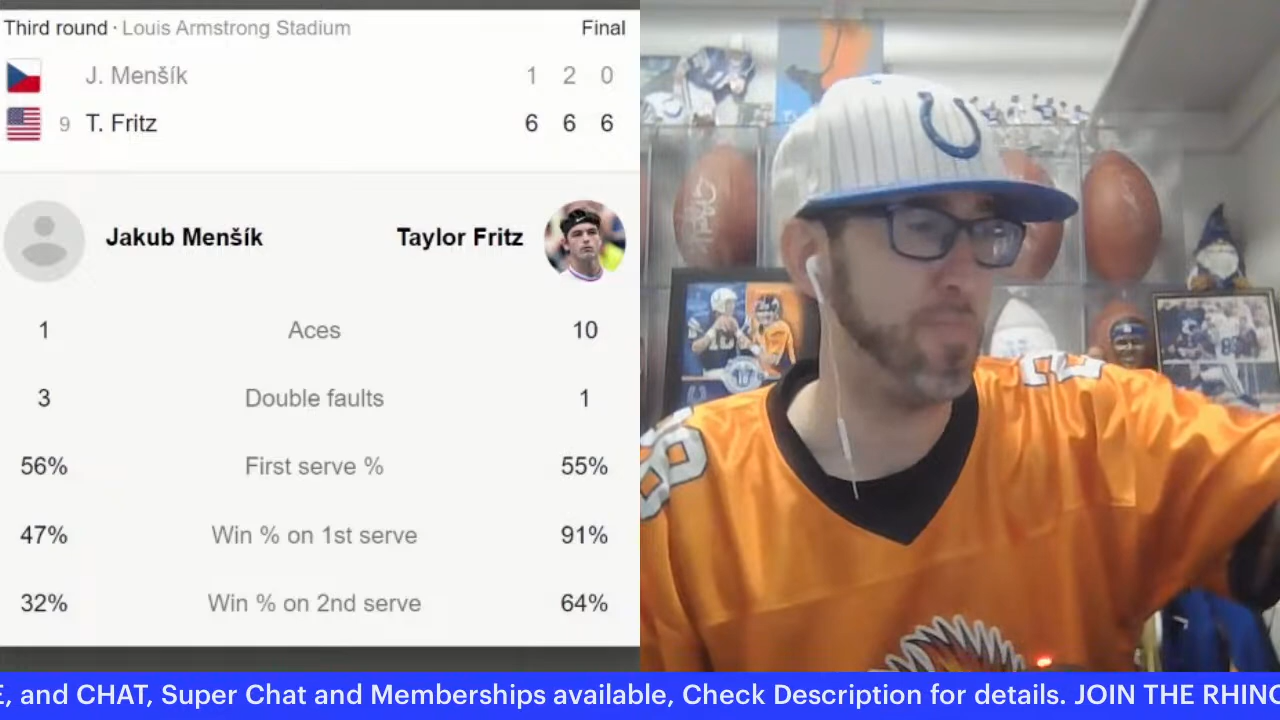 Third round · Louis Armstrong Stadium Final
J. Menšík 1 2 0
9 T. Fritz 6 6 6
Jakub Menšík Taylor Fritz
1 Aces 10
3 Double faults 1
56% First serve % 55%
47% Win % on 1st serve 91%
32% Win % on 2nd serve 64%
E, and CHAT, Super Chat and Memberships available, Check Description for details. JOIN THE RHINO